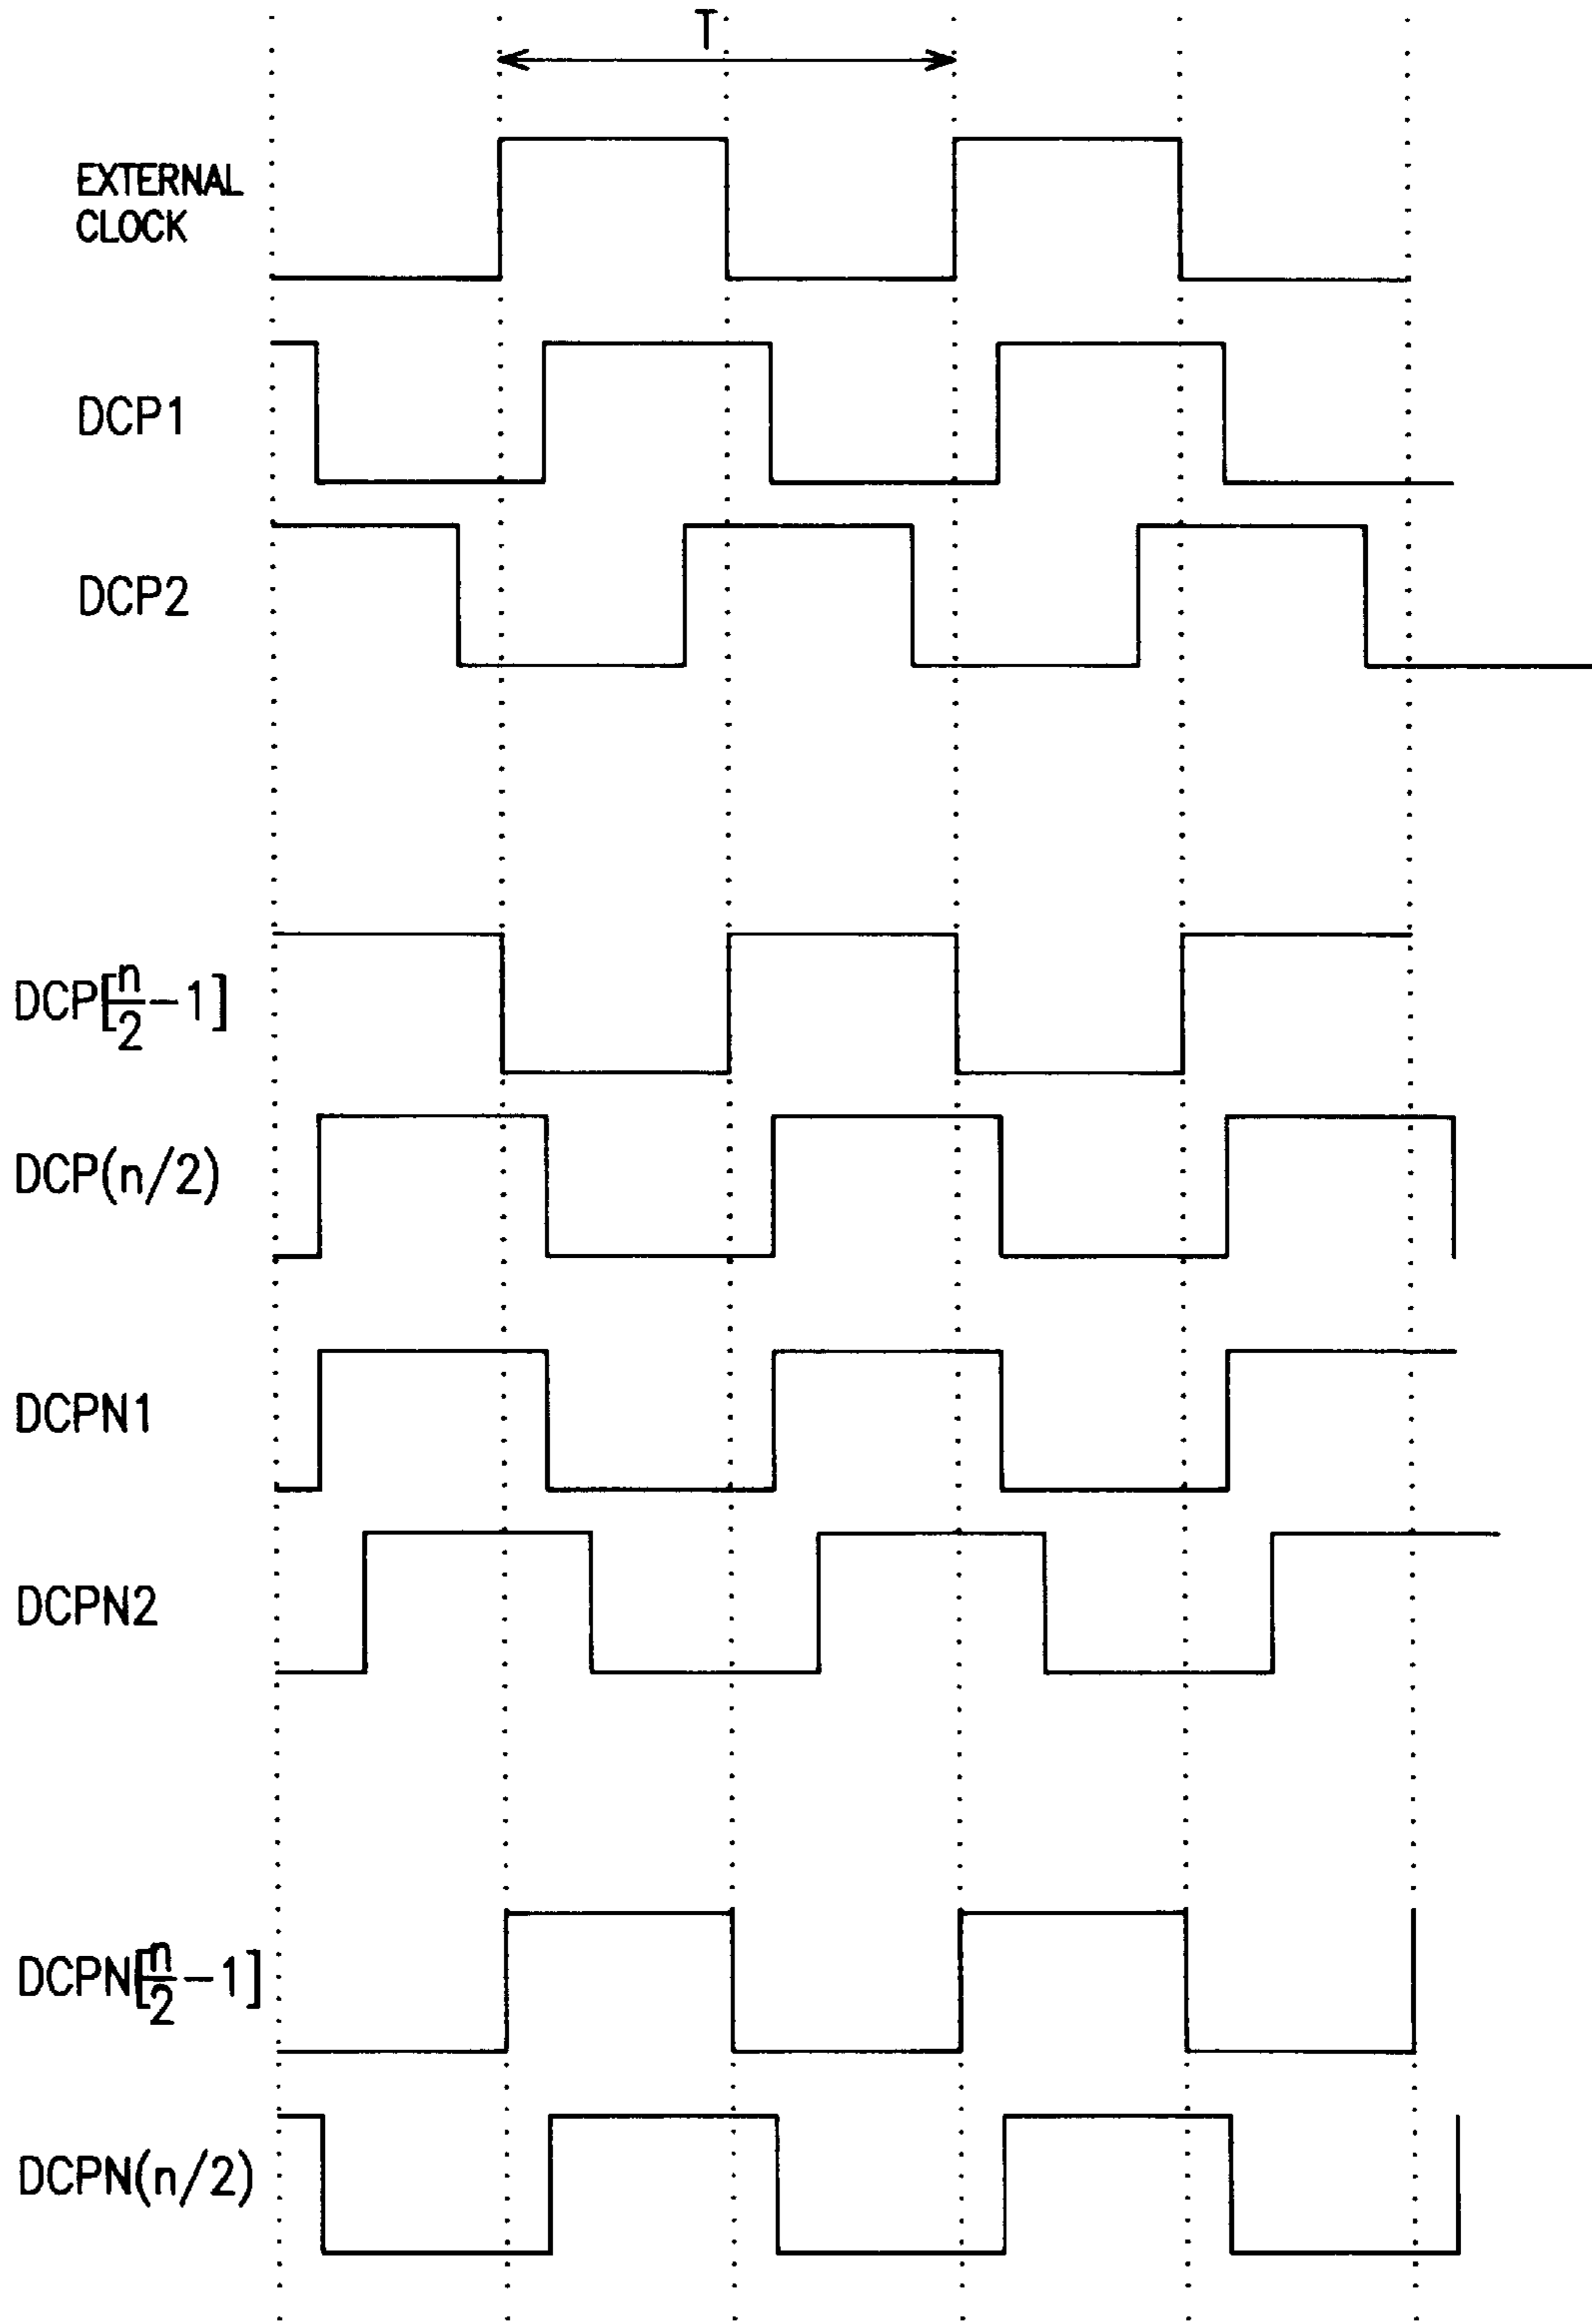 T
EXTERNAL
CLOCK
DCP1
DCP2
DCP[n/2-1]
DCP(n/2)
DCPN1
DCPN2
DCPN[n/2-1]
DCPN(n/2)